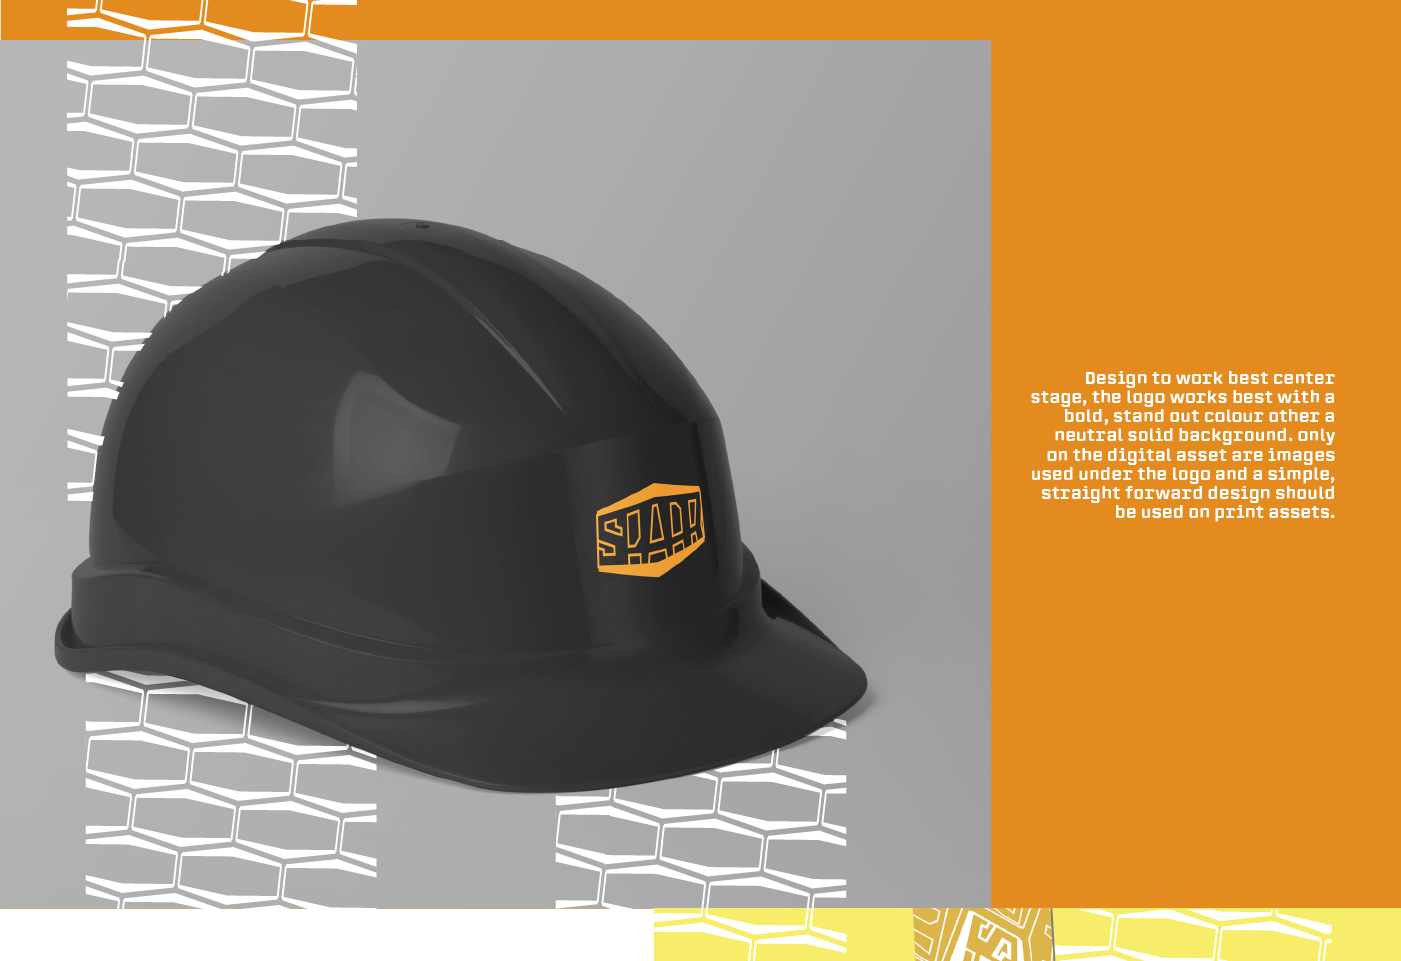 Design to work best center
stage, the logo works best with a
bold, stand out colour other a
neutral solid background. only
on the digital asset are images
used under the logo and a simple,
straight forward design should
be used on print assets.